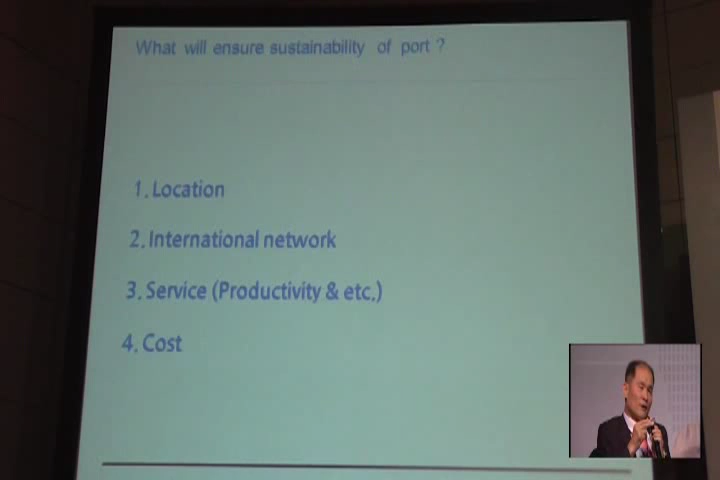 What will ensure sustainability of port ?
1. Location
2. International network
3. Service (Productivity & etc.)
4. Cost